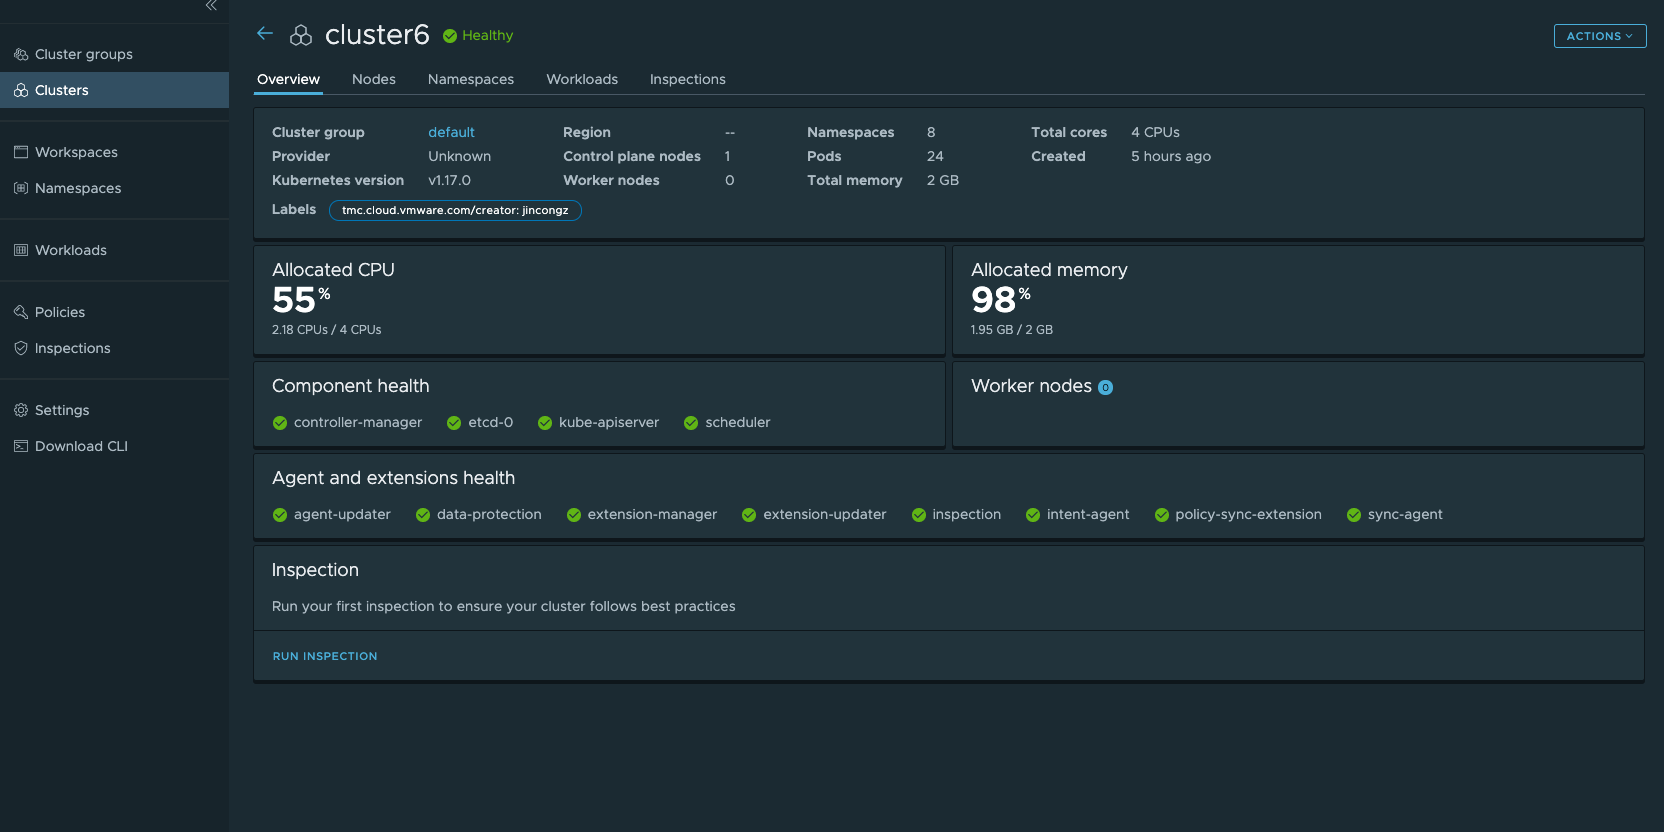 Cluster groups
Clusters
Workspaces
Namespaces
Workloads
Policies
Inspections
Settings
Download CLI
cluster6 Healthy
ACTIONS
Overview Nodes Namespaces Workloads Inspections
Cluster group default Region -- Namespaces 8 Total cores 4 CPUs
Provider Unknown Control plane nodes 1 Pods 24 Created 5 hours ago
Kubernetes version v1.17.0 Worker nodes 0 Total memory 2 GB
Labels tmc.cloud.vmware.com/creator: jincongz
Allocated CPU
55%
2.18 CPUs / 4 CPUs
Allocated memory
98%
1.95 GB / 2 GB
Component health
controller-manager etcd-0 kube-apiserver scheduler
Worker nodes 0
Agent and extensions health
agent-updater data-protection extension-manager extension-updater inspection intent-agent policy-sync-extension sync-agent
Inspection
Run your first inspection to ensure your cluster follows best practices
RUN INSPECTION